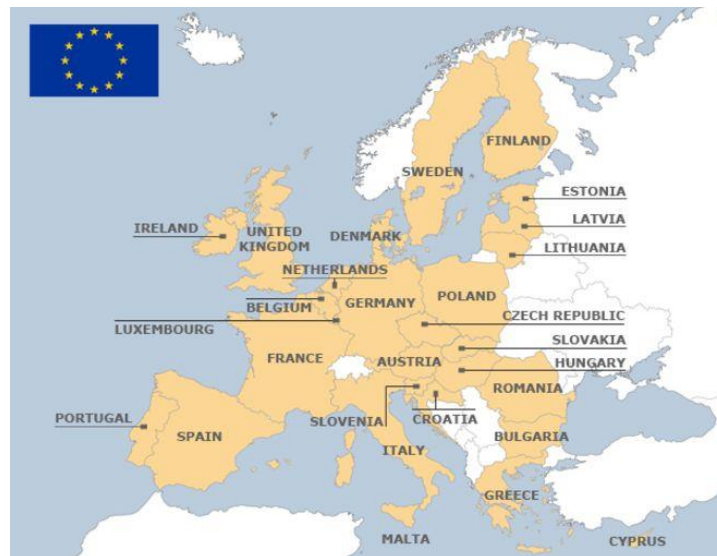 FINLAND
SWEDEN
ESTONIA
LATVIA
LITHUANIA
IRELAND
UNITED
KINGDOM
DENMARK
NETHERLANDS
BELGIUM
GERMANY
POLAND
LUXEMBOURG
CZECH REPUBLIC
SLOVAKIA
FRANCE
AUSTRIA
HUNGARY
ROMANIA
PORTUGAL
SPAIN
SLOVENIA
CROATIA
ITALY
BULGARIA
GREECE
MALTA
CYPRUS